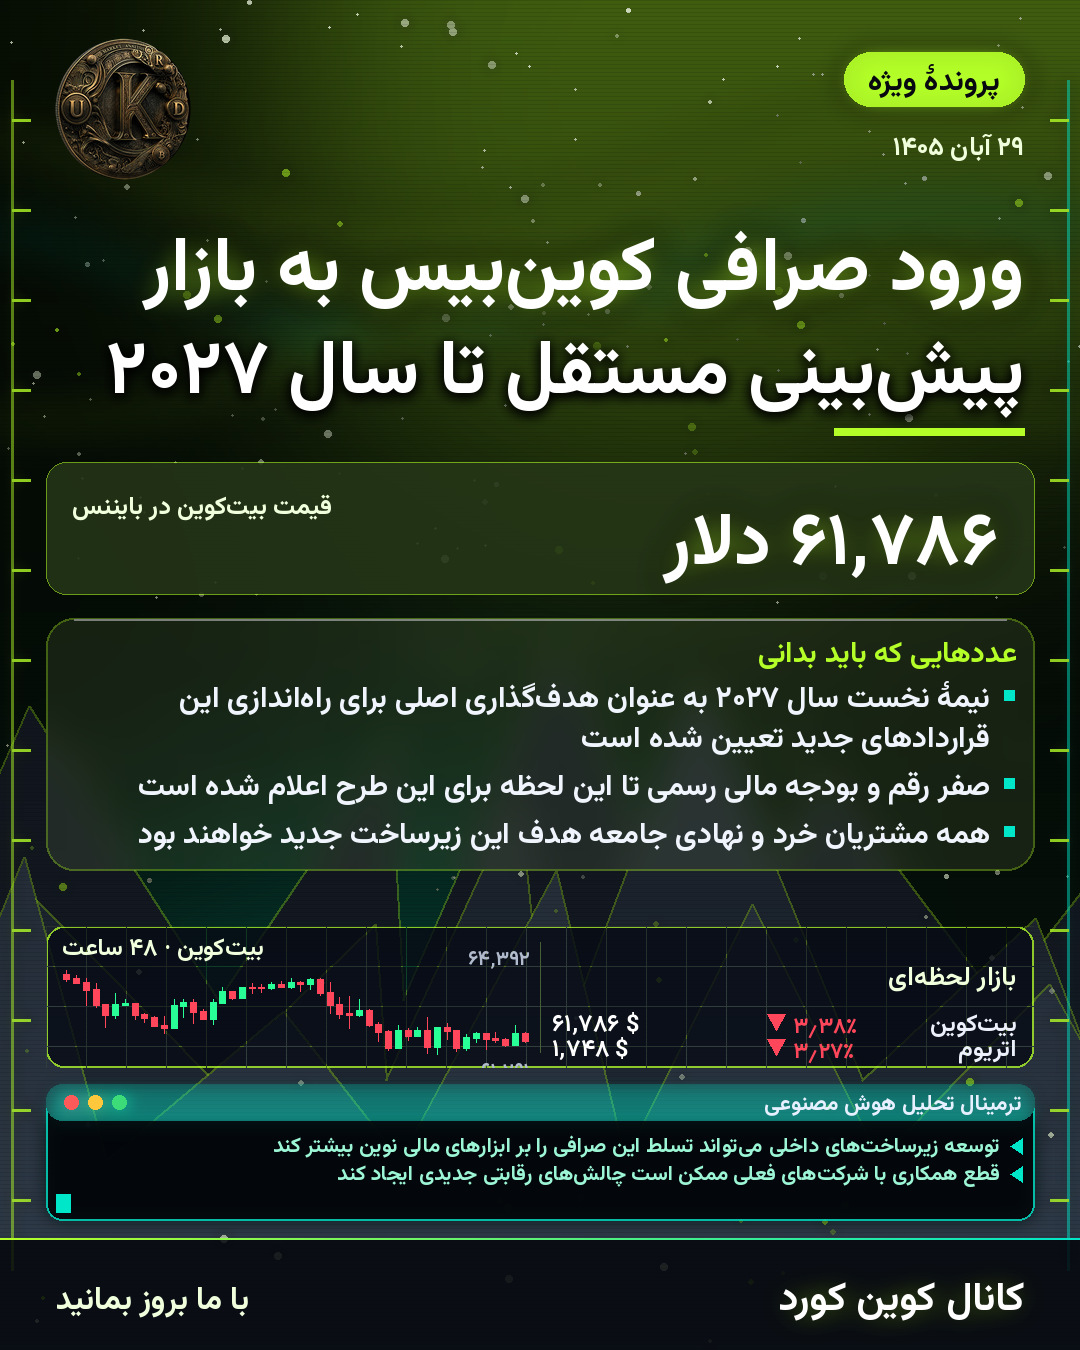 پروندهٔ ویژه
۲۹ آبان ۱۴۰۵
K
U
D
R
B
ورود صرافی کوین‌بیس به بازار
پیش‌بینی مستقل تا سال ۲۰۲۷
قیمت بیت‌کوین در بایننس
۶۱,۷۸۶ دلار
عددهایی که باید بدانی
نیمهٔ نخست سال ۲۰۲۷ به عنوان هدف‌گذاری اصلی برای راه‌اندازی این
قراردادهای جدید تعیین شده است
صفر رقم و بودجه مالی رسمی تا این لحظه برای این طرح اعلام شده است
همه مشتریان خرد و نهادی جامعه هدف این زیرساخت جدید خواهند بود
بازار لحظه‌ای
بیت‌کوین ۳٫۳۸٪ ۶۱,۷۸۶ $
اتریوم ۳٫۲۷٪ ۱,۷۴۸ $
بیت‌کوین · ۴۸ ساعت
۶۴,۳۹۲
ترمینال تحلیل هوش مصنوعی
توسعه زیرساخت‌های داخلی می‌تواند تسلط این صرافی را بر ابزارهای مالی نوین بیشتر کند
قطع همکاری با شرکت‌های فعلی ممکن است چالش‌های رقابتی جدیدی ایجاد کند
کانال کوین کورد
با ما بروز بمانید